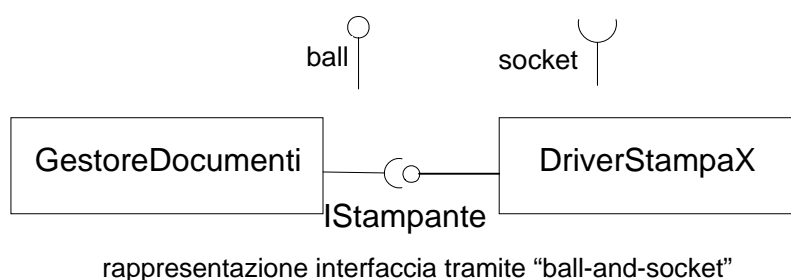 ball
socket
GestoreDocumenti
DriverStampaX
IStampante
rappresentazione interfaccia tramite “ball-and-socket”